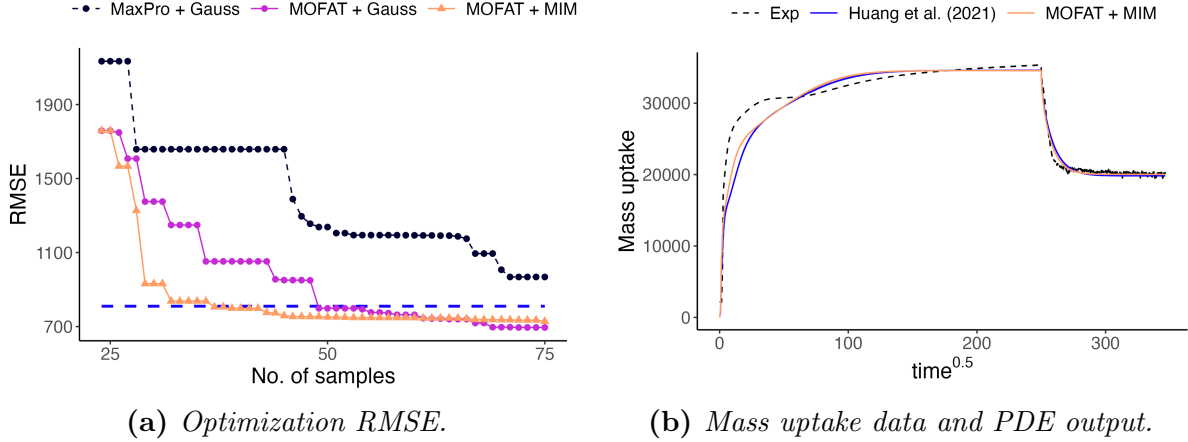 MaxPro + Gauss MOFAT + Gauss MOFAT + MIM
RMSE
1900
1500
1100
700
25 50 75
No. of samples
(a) Optimization RMSE.
Exp Huang et al. (2021) MOFAT + MIM
Mass uptake
30000
20000
10000
0
0 100 200 300
time^0.5
(b) Mass uptake data and PDE output.